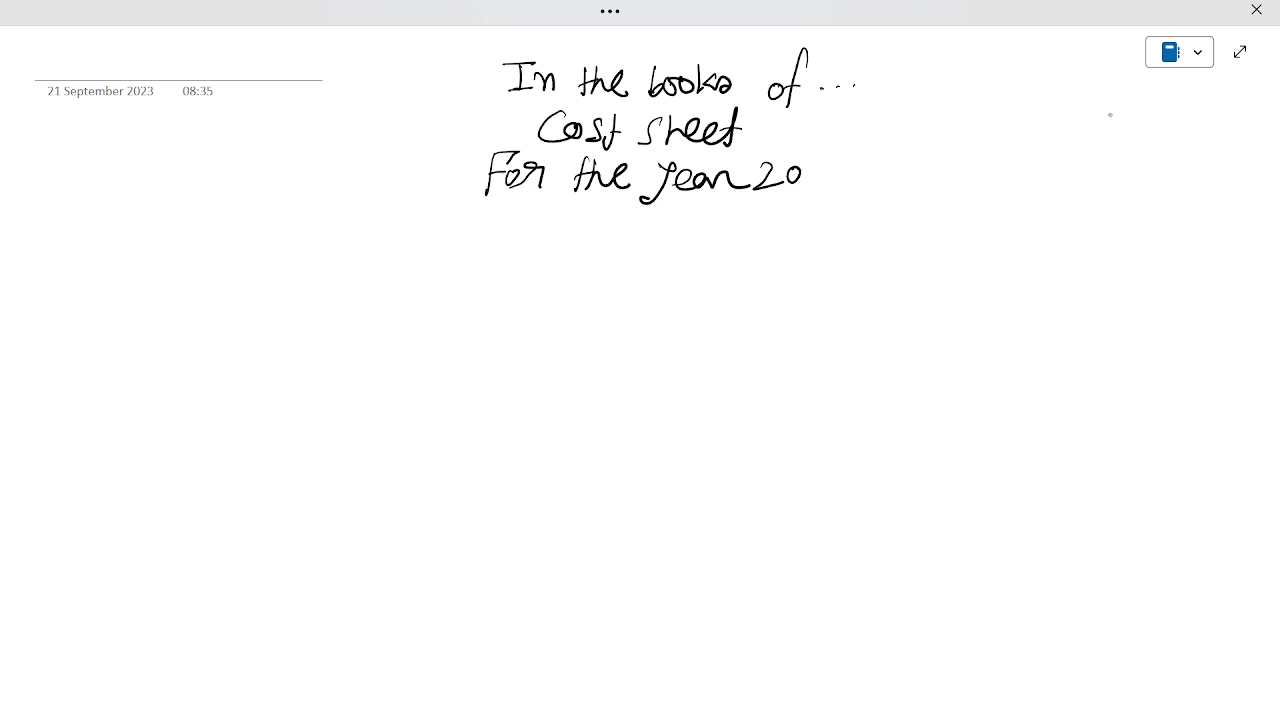 21 September 2023 08:35
In the books of ...
Cost sheet
For the year 20